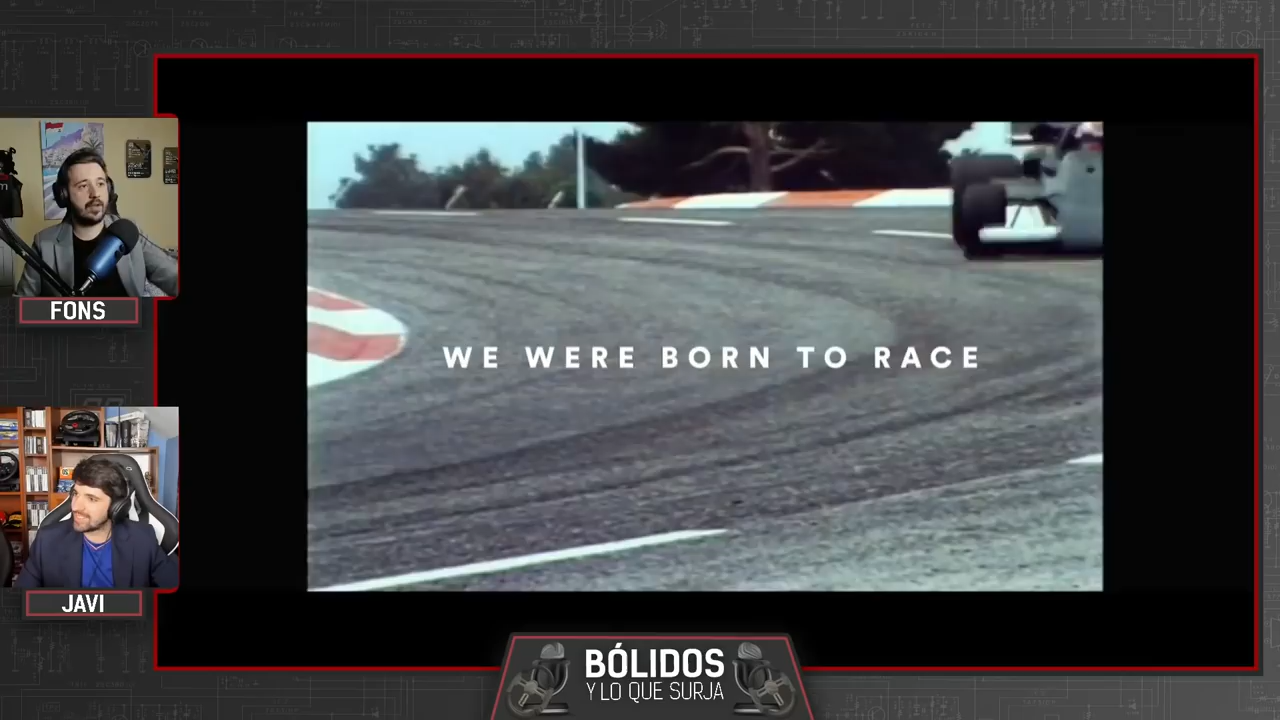 FONS
WE WERE BORN TO RACE
JAVI
BÓLIDOS
Y LO QUE SURJA